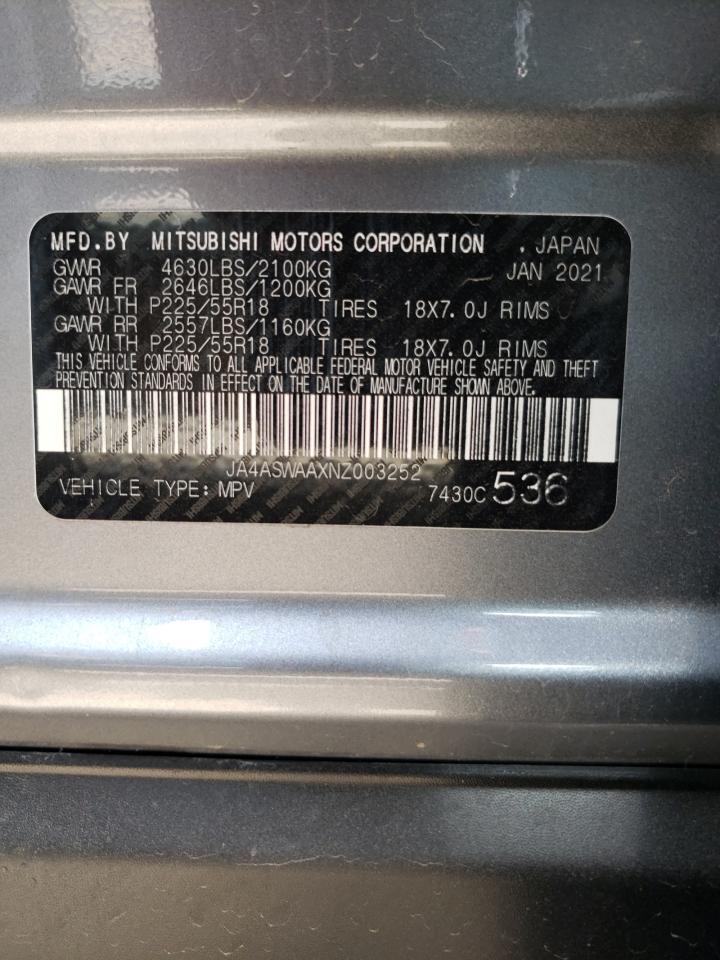 MFD.BY MITSUBISHI MOTORS CORPORATION . JAPAN
GVWR 4630LBS/2100KG JAN 2021
GAWR FR 2646LBS/1200KG
WITH P225/55R18 TIRES 18X7.0J RIMS
GAWR RR 2557LBS/1160KG
WITH P225/55R18 TIRES 18X7.0J RIMS
THIS VEHICLE CONFORMS TO ALL APPLICABLE FEDERAL MOTOR VEHICLE SAFETY AND THEFT
PREVENTION STANDARDS IN EFFECT ON THE DATE OF MANUFACTURE SHOWN ABOVE.
JA4ASWAAXNZ003252
VEHICLE TYPE: MPV 7430C 536